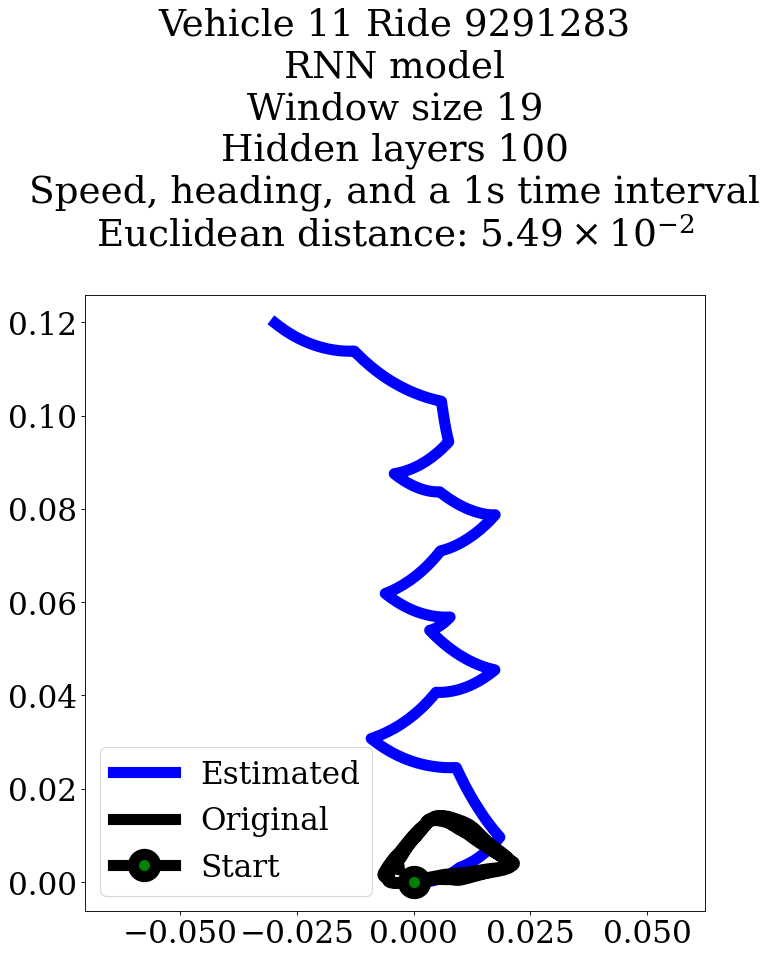 Vehicle 11 Ride 9291283
RNN model
Window size 19
Hidden layers 100
Speed, heading, and a 1s time interval
Euclidean distance: 5.49 × 10⁻²
0.12
0.10
0.08
0.06
0.04
0.02
0.00
Estimated
Original
Start
−0.050 −0.025 0.000 0.025 0.050